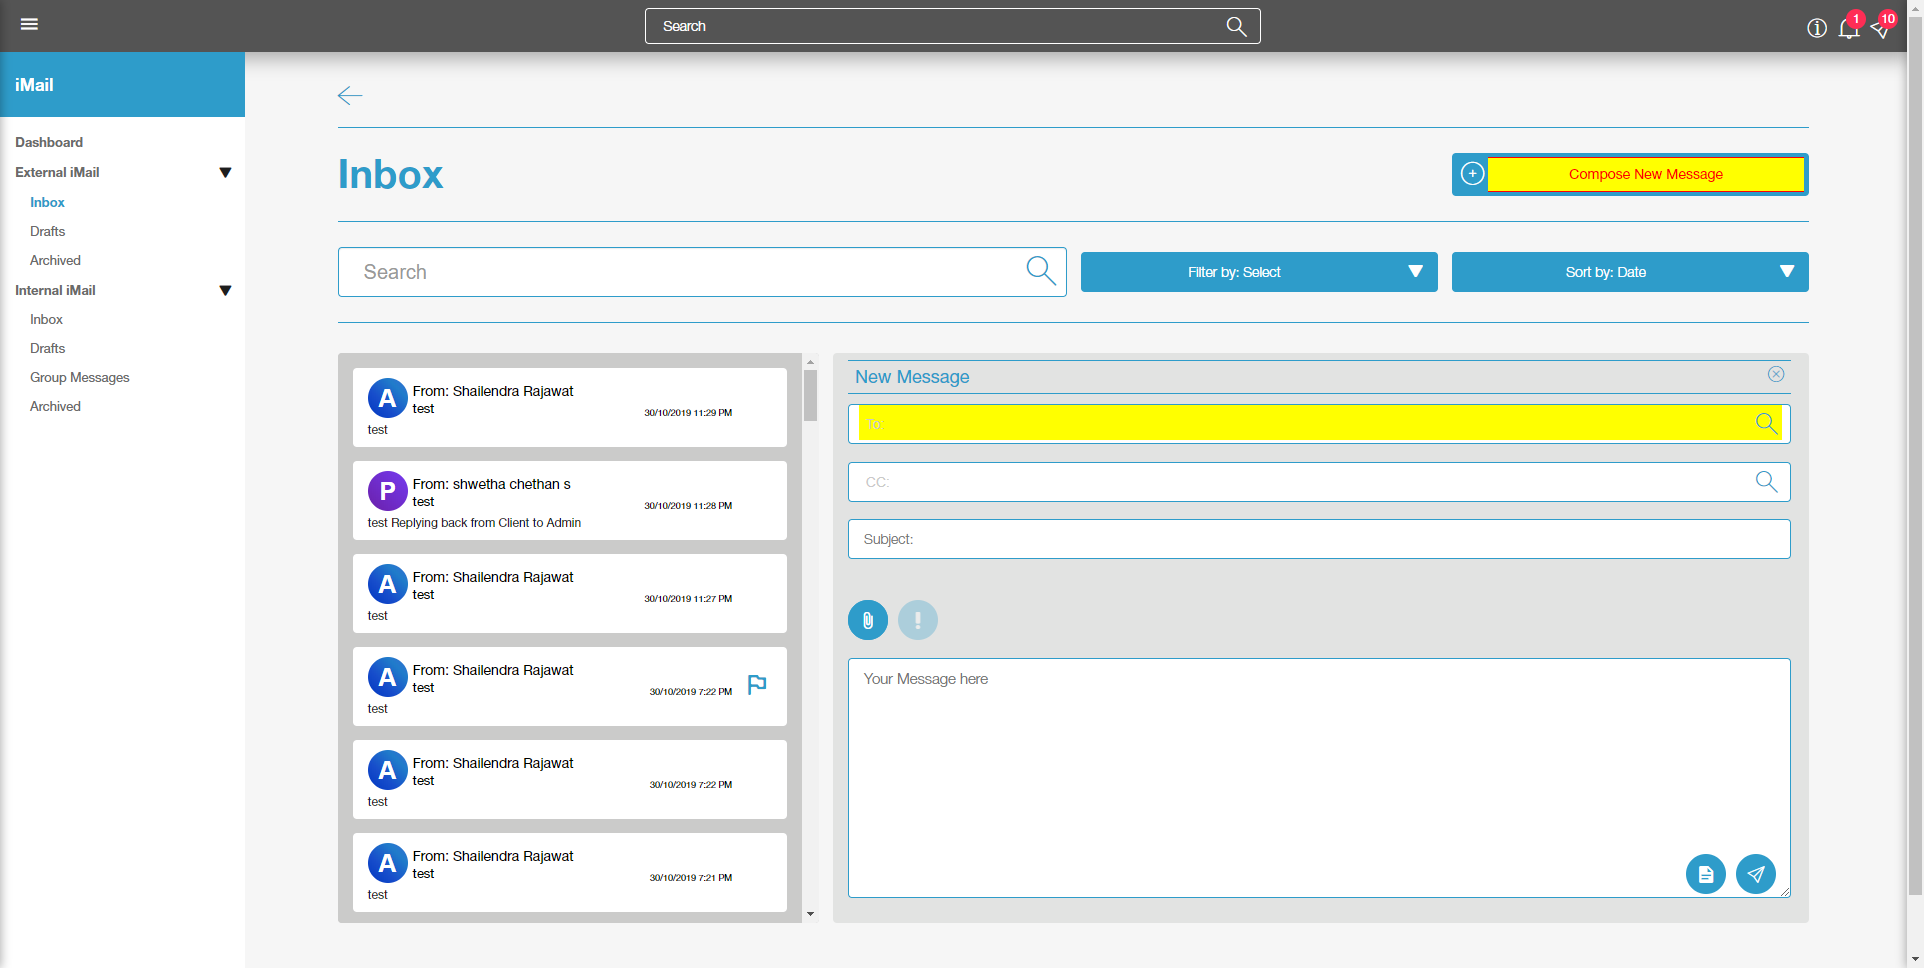 Search
1
10
iMail
Dashboard
External iMail
Inbox
Drafts
Archived
Internal iMail
Inbox
Drafts
Group Messages
Archived
Inbox
Compose New Message
Search
Filter by: Select
Sort by: Date
A
From: Shailendra Rajawat
test
30/10/2019 11:29 PM
test
P
From: shwetha chethan s
test
30/10/2019 11:28 PM
test Replying back from Client to Admin
A
From: Shailendra Rajawat
test
30/10/2019 11:27 PM
test
A
From: Shailendra Rajawat
test
30/10/2019 7:22 PM
test
A
From: Shailendra Rajawat
test
30/10/2019 7:22 PM
test
A
From: Shailendra Rajawat
test
30/10/2019 7:21 PM
test
New Message
To:
CC:
Subject:
Your Message here